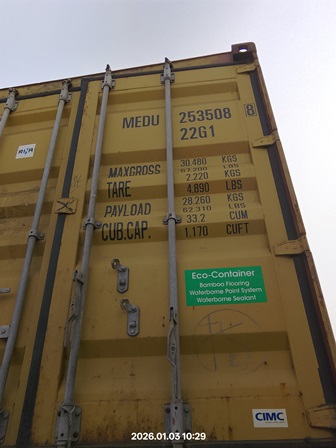 MEDU 253508 8
22G1
MAXGROSS 30.480 KGS
67.200 LBS
TARE 2.220 KGS
4.890 LBS
PAYLOAD 28.260 KGS
62.310 LBS
CUB.CAP. 33.2 CUM
1.170 CUFT
Eco-Container
Bamboo Flooring
Waterborne Paint System
Waterborne Sealant
CIMC
2026.01.03 10:29